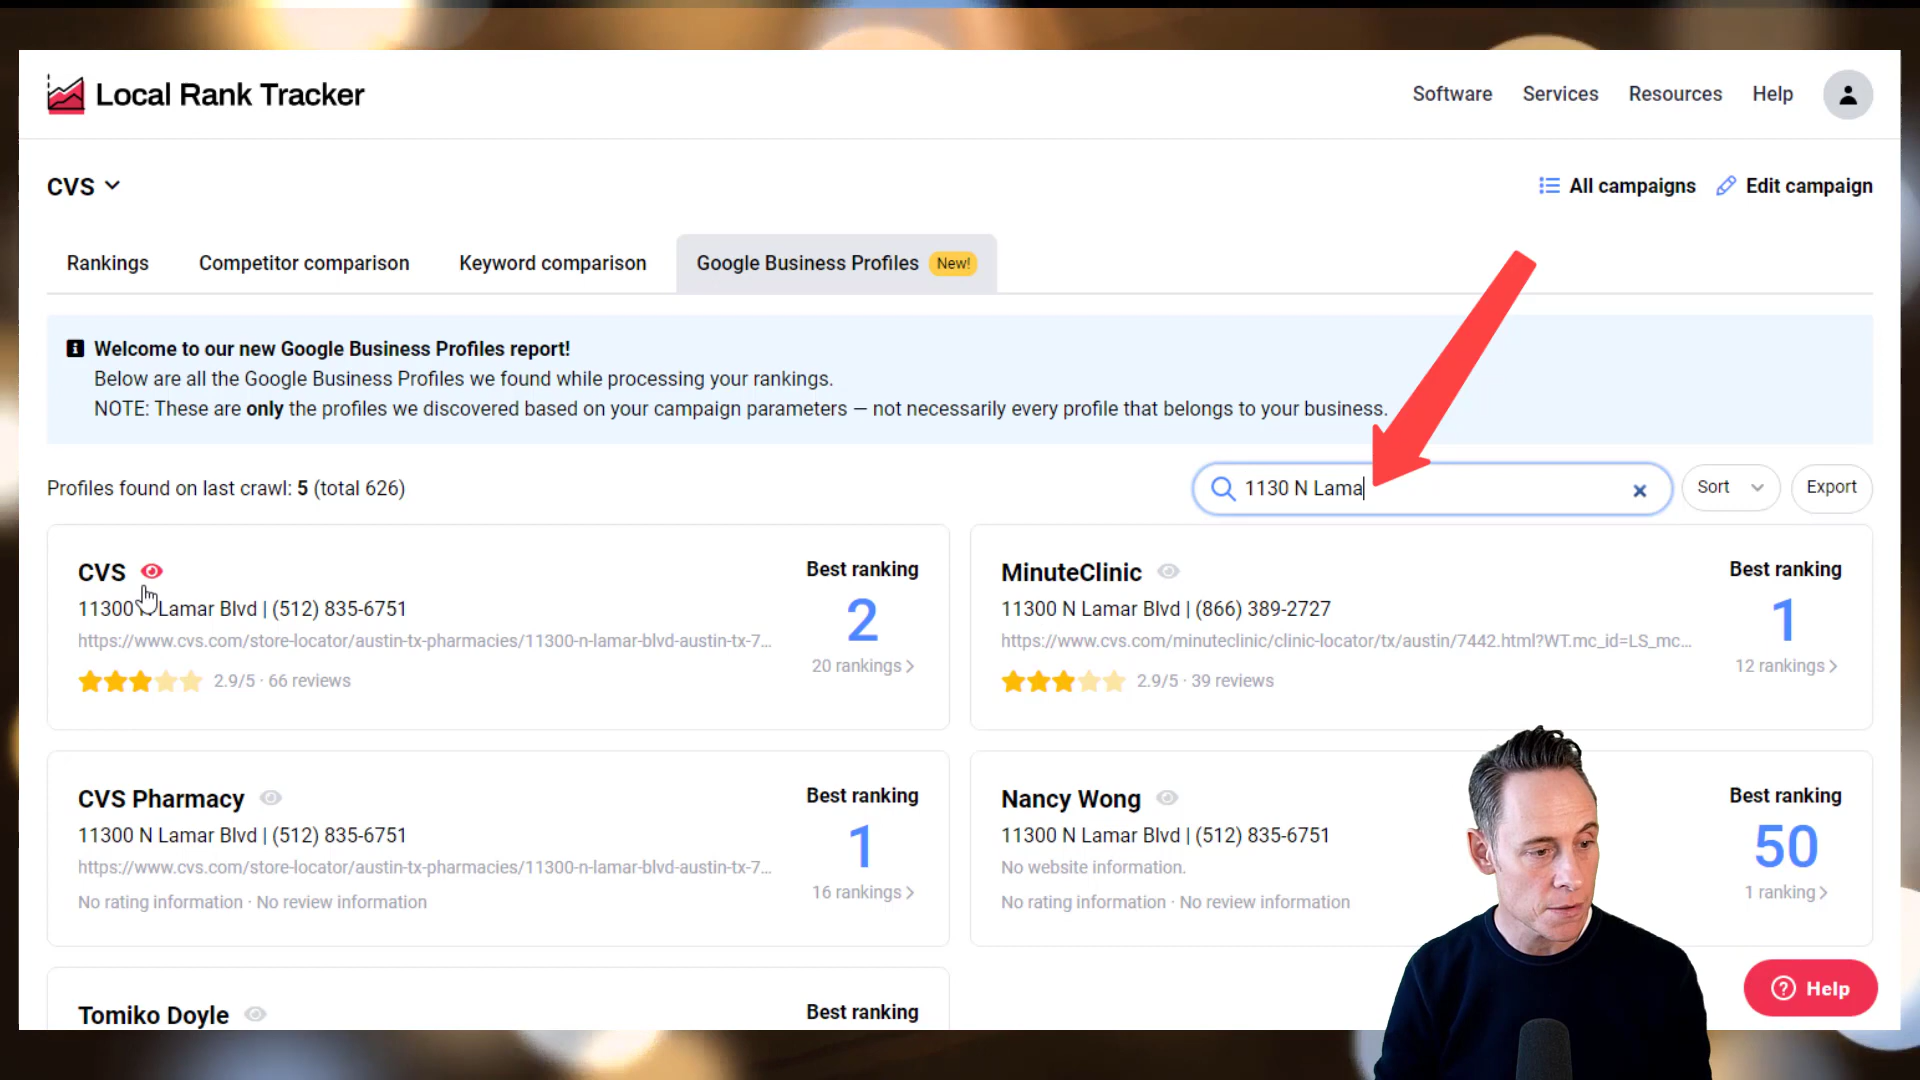 Local Rank Tracker
Software Services Resources Help
CVS
All campaigns Edit campaign
Rankings Competitor comparison Keyword comparison Google Business Profiles New!
Welcome to our new Google Business Profiles report!
Below are all the Google Business Profiles we found while processing your rankings.
NOTE: These are only the profiles we discovered based on your campaign parameters — not necessarily every profile that belongs to your business.
Profiles found on last crawl: 5 (total 626)
1130 N Lama
Sort
Export
CVS
11300 N Lamar Blvd | (512) 835-6751
https://www.cvs.com/store-locator/austin-tx-pharmacies/11300-n-lamar-blvd-austin-tx-7...
2.9/5 · 66 reviews
Best ranking
2
20 rankings
MinuteClinic
11300 N Lamar Blvd | (866) 389-2727
https://www.cvs.com/minuteclinic/clinic-locator/tx/austin/7442.html?WT.mc_id=LS_mc...
2.9/5 · 39 reviews
Best ranking
1
12 rankings
CVS Pharmacy
11300 N Lamar Blvd | (512) 835-6751
https://www.cvs.com/store-locator/austin-tx-pharmacies/11300-n-lamar-blvd-austin-tx-7...
No rating information · No review information
Best ranking
1
16 rankings
Nancy Wong
11300 N Lamar Blvd | (512) 835-6751
No website information.
No rating information · No review information
Best ranking
50
1 ranking
Tomiko Doyle
Best ranking
Help